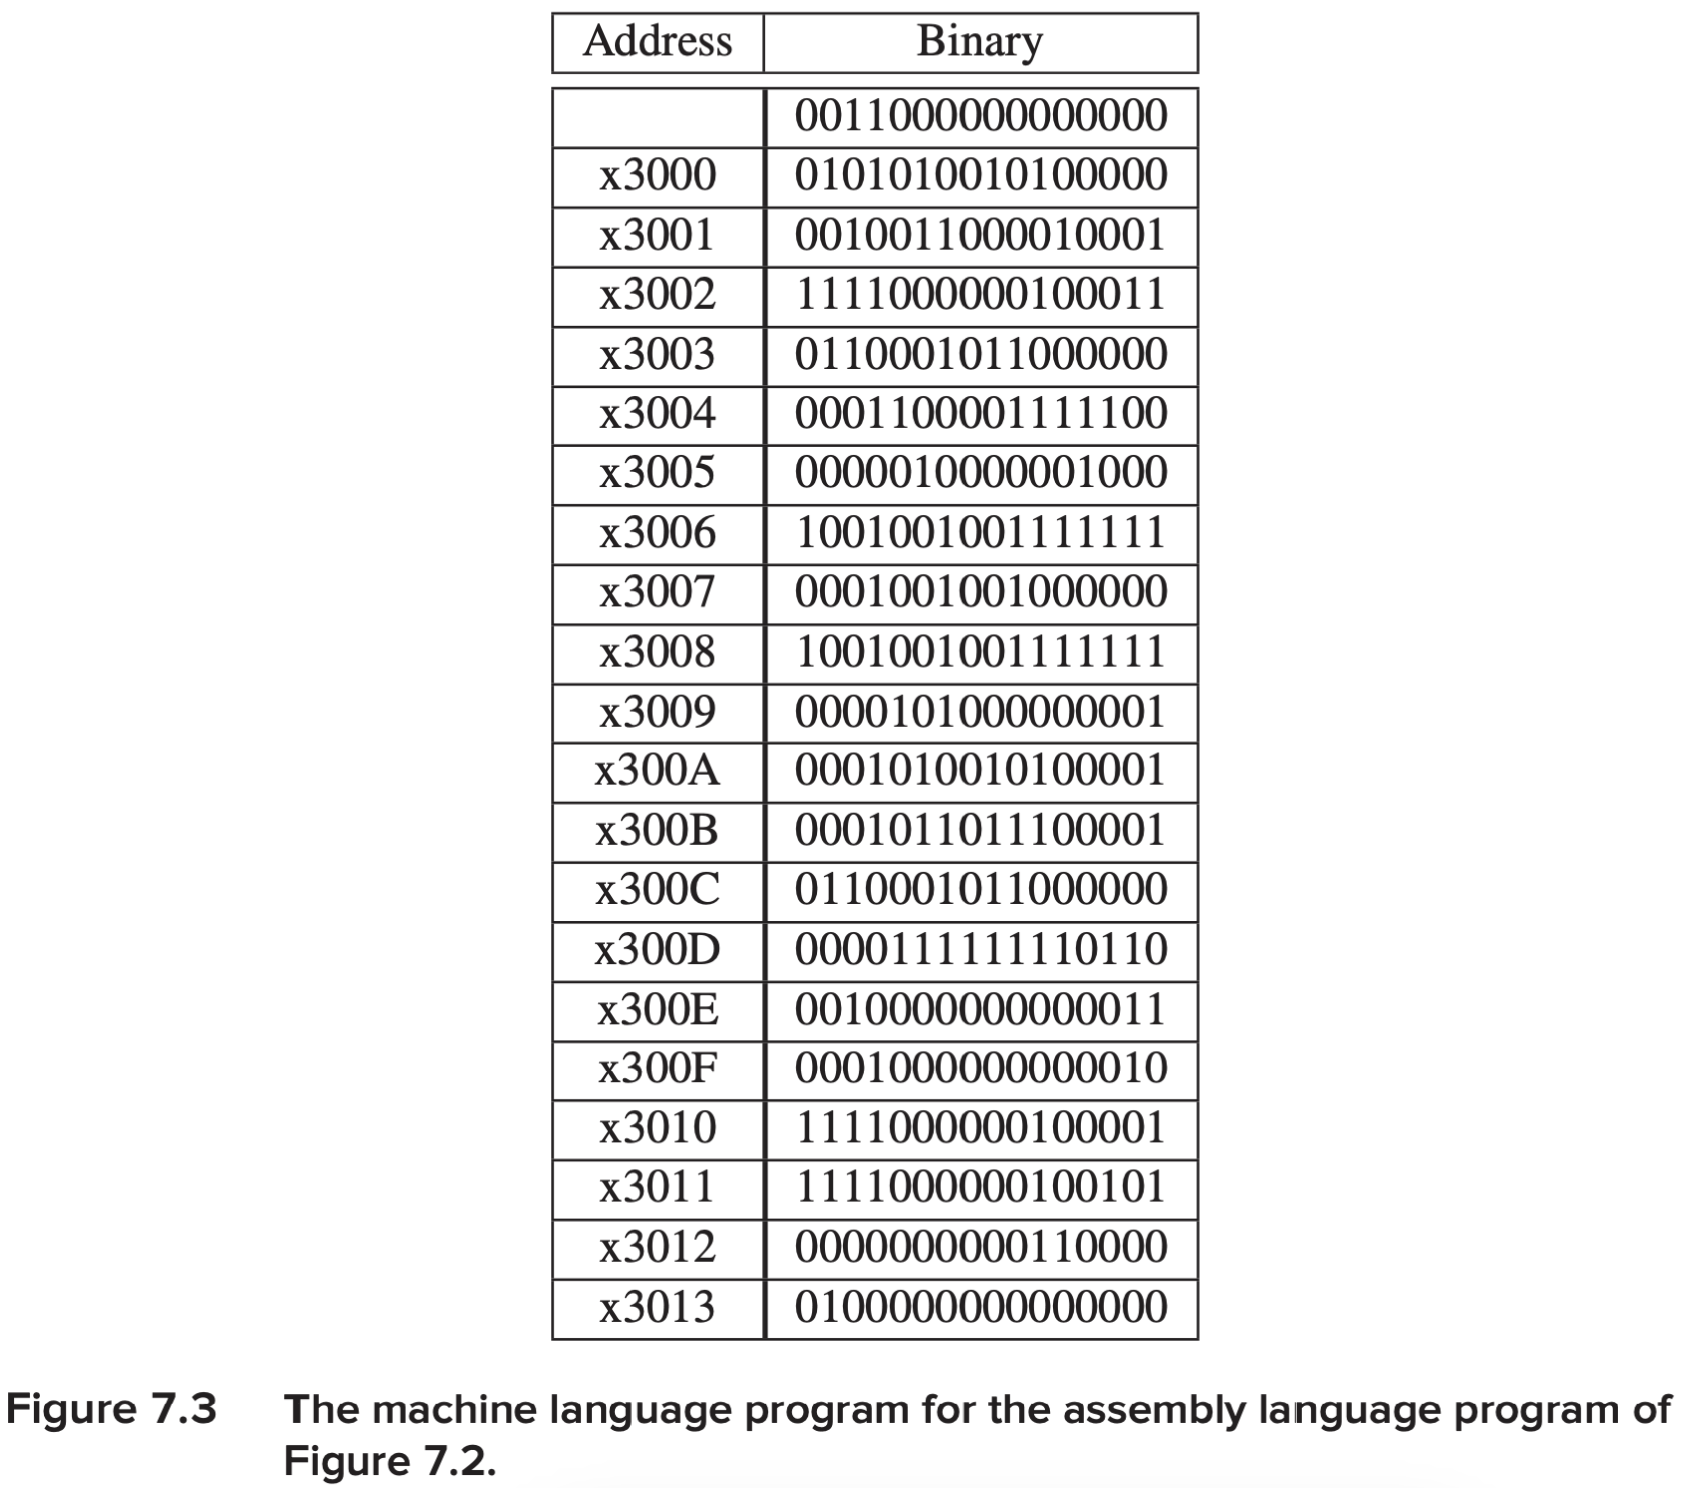 Address Binary
0011000000000000
x3000 0101010010100000
x3001 0010011000010001
x3002 1111000000100011
x3003 0110001011000000
x3004 0001100001111100
x3005 0000010000001000
x3006 1001001001111111
x3007 0001001001000000
x3008 1001001001111111
x3009 0000101000000001
x300A 0001010010100001
x300B 0001011011100001
x300C 0110001011000000
x300D 0000111111110110
x300E 0010000000000011
x300F 0001000000000010
x3010 1111000000100001
x3011 1111000000100101
x3012 0000000000110000
x3013 0100000000000000
Figure 7.3 The machine language program for the assembly language program of
Figure 7.2.